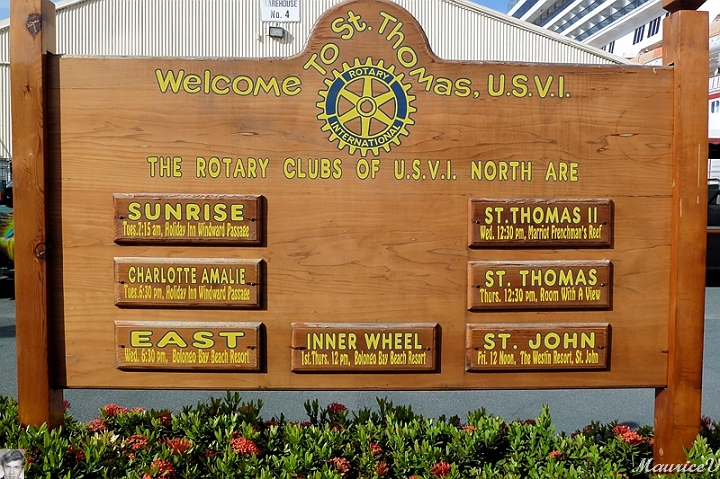 WAREHOUSE
No. 4
Welcome To St. Thomas, U.S.V.I.
ROTARY
INTERNATIONAL
THE ROTARY CLUBS OF U.S.V.I. NORTH ARE
SUNRISE
Tues. 7:15 am, Holiday Inn Windward Passage
CHARLOTTE AMALIE
Tues. 6:30 pm, Holiday Inn Windward Passage
EAST
Wed. 6:30 pm, Bolongo Bay Beach Resort
INNER WHEEL
1st. Thurs. 12 pm, Bolongo Bay Beach Resort
ST. THOMAS II
Wed. 12:30 pm, Marriot Frenchman's Reef
ST. THOMAS
Thurs. 12:30 pm, Room With A View
ST. JOHN
Fri. 12 Noon, The Westin Resort, St. John
MauriceV